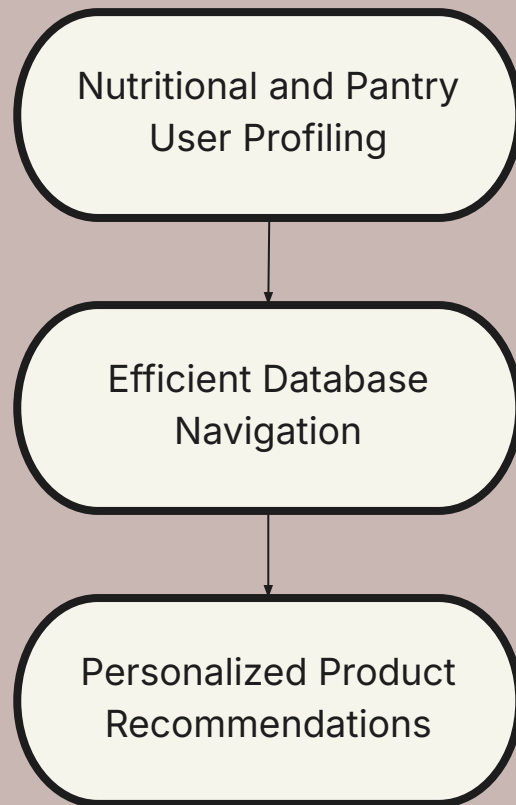 Nutritional and Pantry
User Profiling
Efficient Database
Navigation
Personalized Product
Recommendations